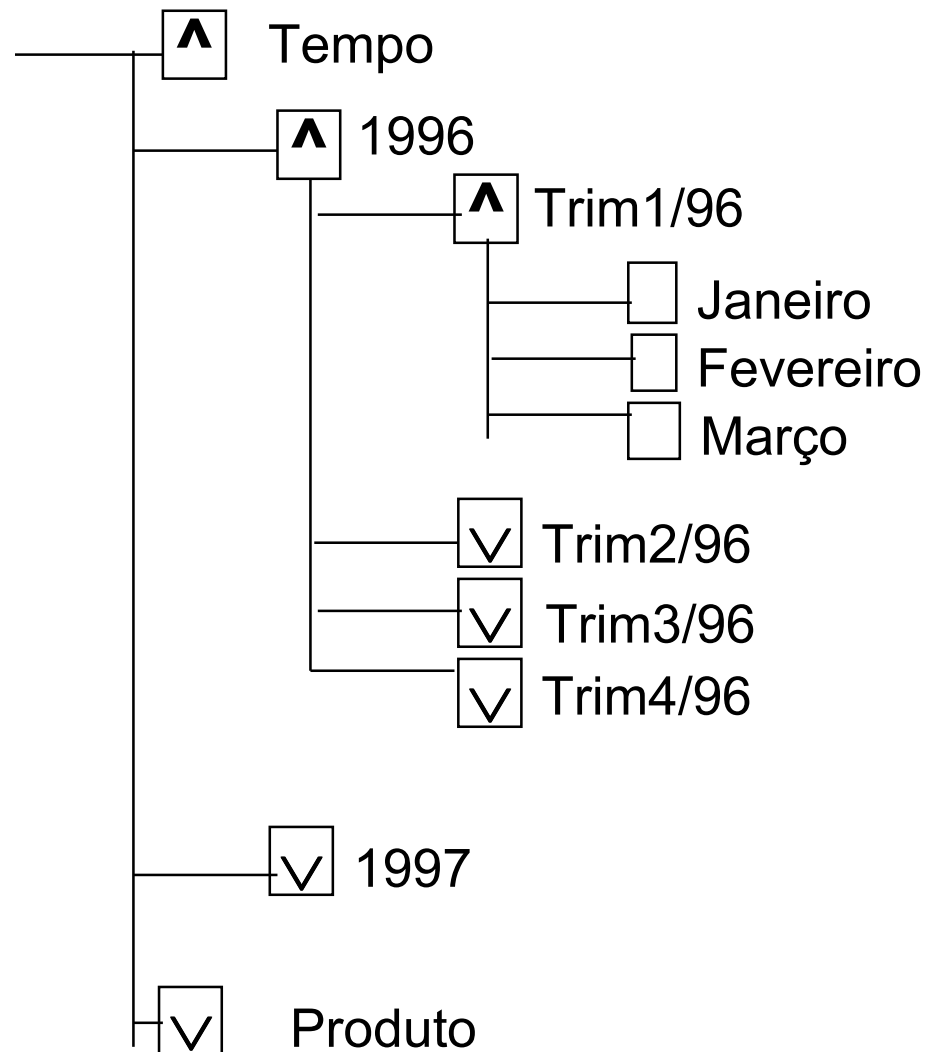 Tempo
1996
Trim1/96
Janeiro
Fevereiro
Março
Trim2/96
Trim3/96
Trim4/96
1997
Produto